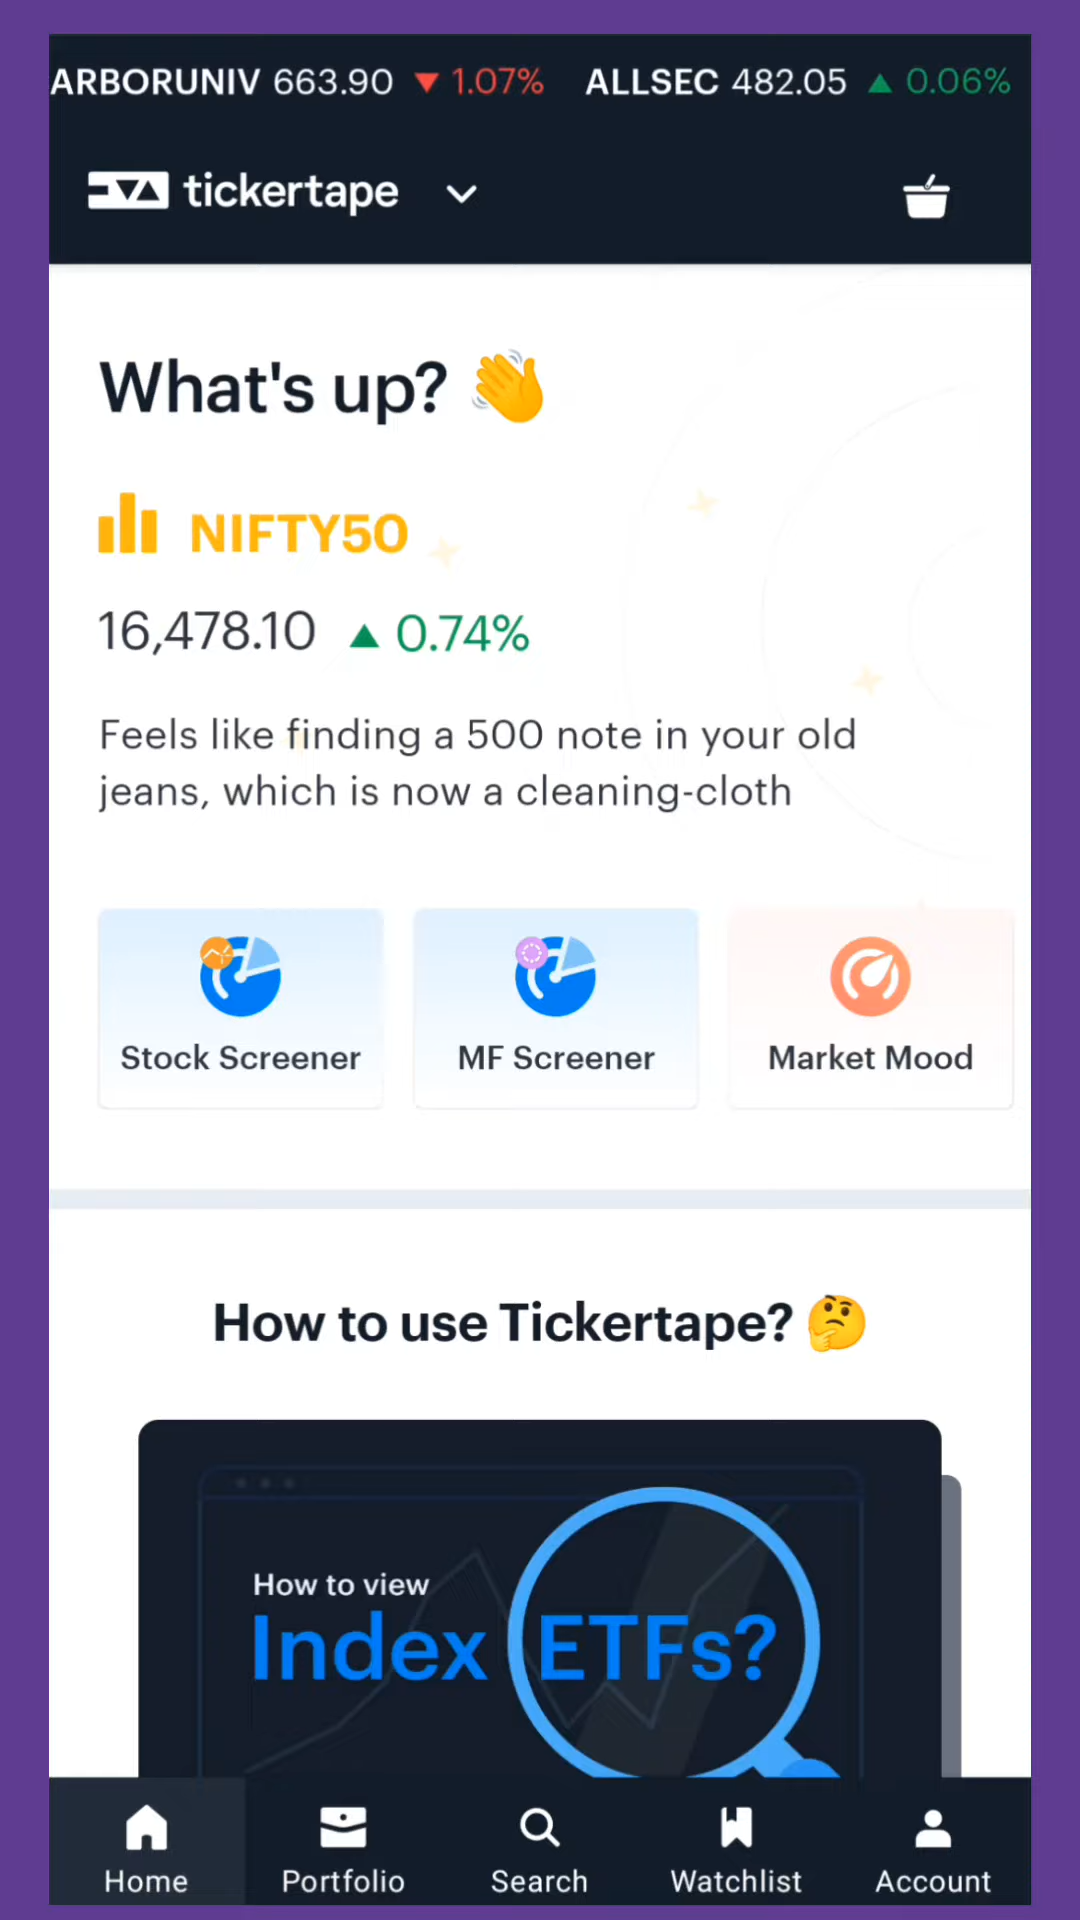 ARBORUNIV 663.90 ▼ 1.07% ALLSEC 482.05 ▲ 0.06%
tickertape
What's up? 👋
NIFTY50
16,478.10 ▲ 0.74%
Feels like finding a 500 note in your old
jeans, which is now a cleaning-cloth
Stock Screener MF Screener Market Mood
How to use Tickertape? 🤔
How to view
Index ETFs?
Home Portfolio Search Watchlist Account